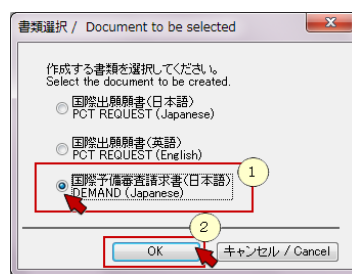 書類選択 / Document to be selected
作成する書類を選択してください。
Select the document to be created.
国際出願願書(日本語)
PCT REQUEST (Japanese)
国際出願願書(英語)
PCT REQUEST (English)
国際予備審査請求書(日本語)
DEMAND (Japanese)
1
2
OK
キャンセル / Cancel